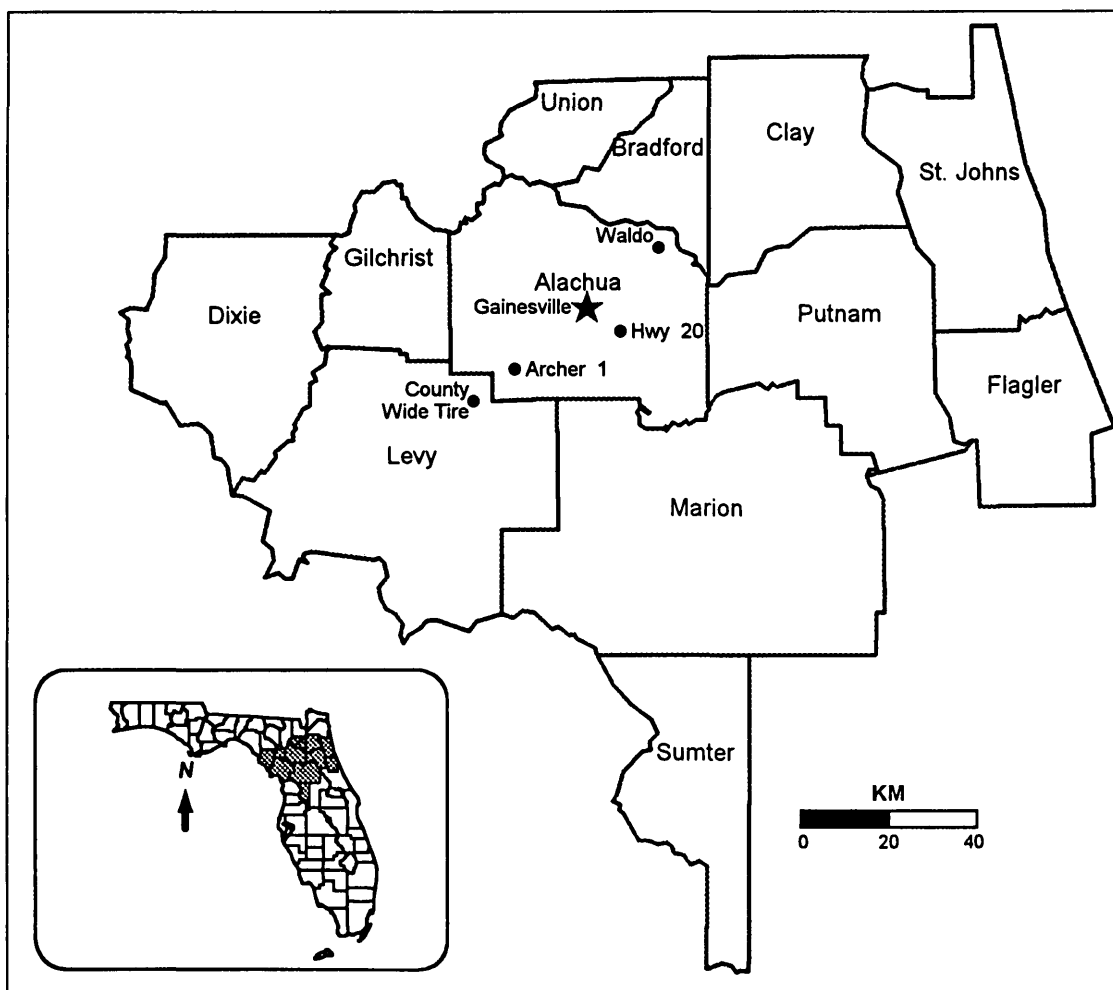 Union
Bradford
Clay
St. Johns
Waldo
Gilchrist
Alachua
Gainesville
Dixie
Putnam
Hwy 20
Archer 1
Flagler
County
Wide Tire
Levy
Marion
Sumter
N
KM
0 20 40